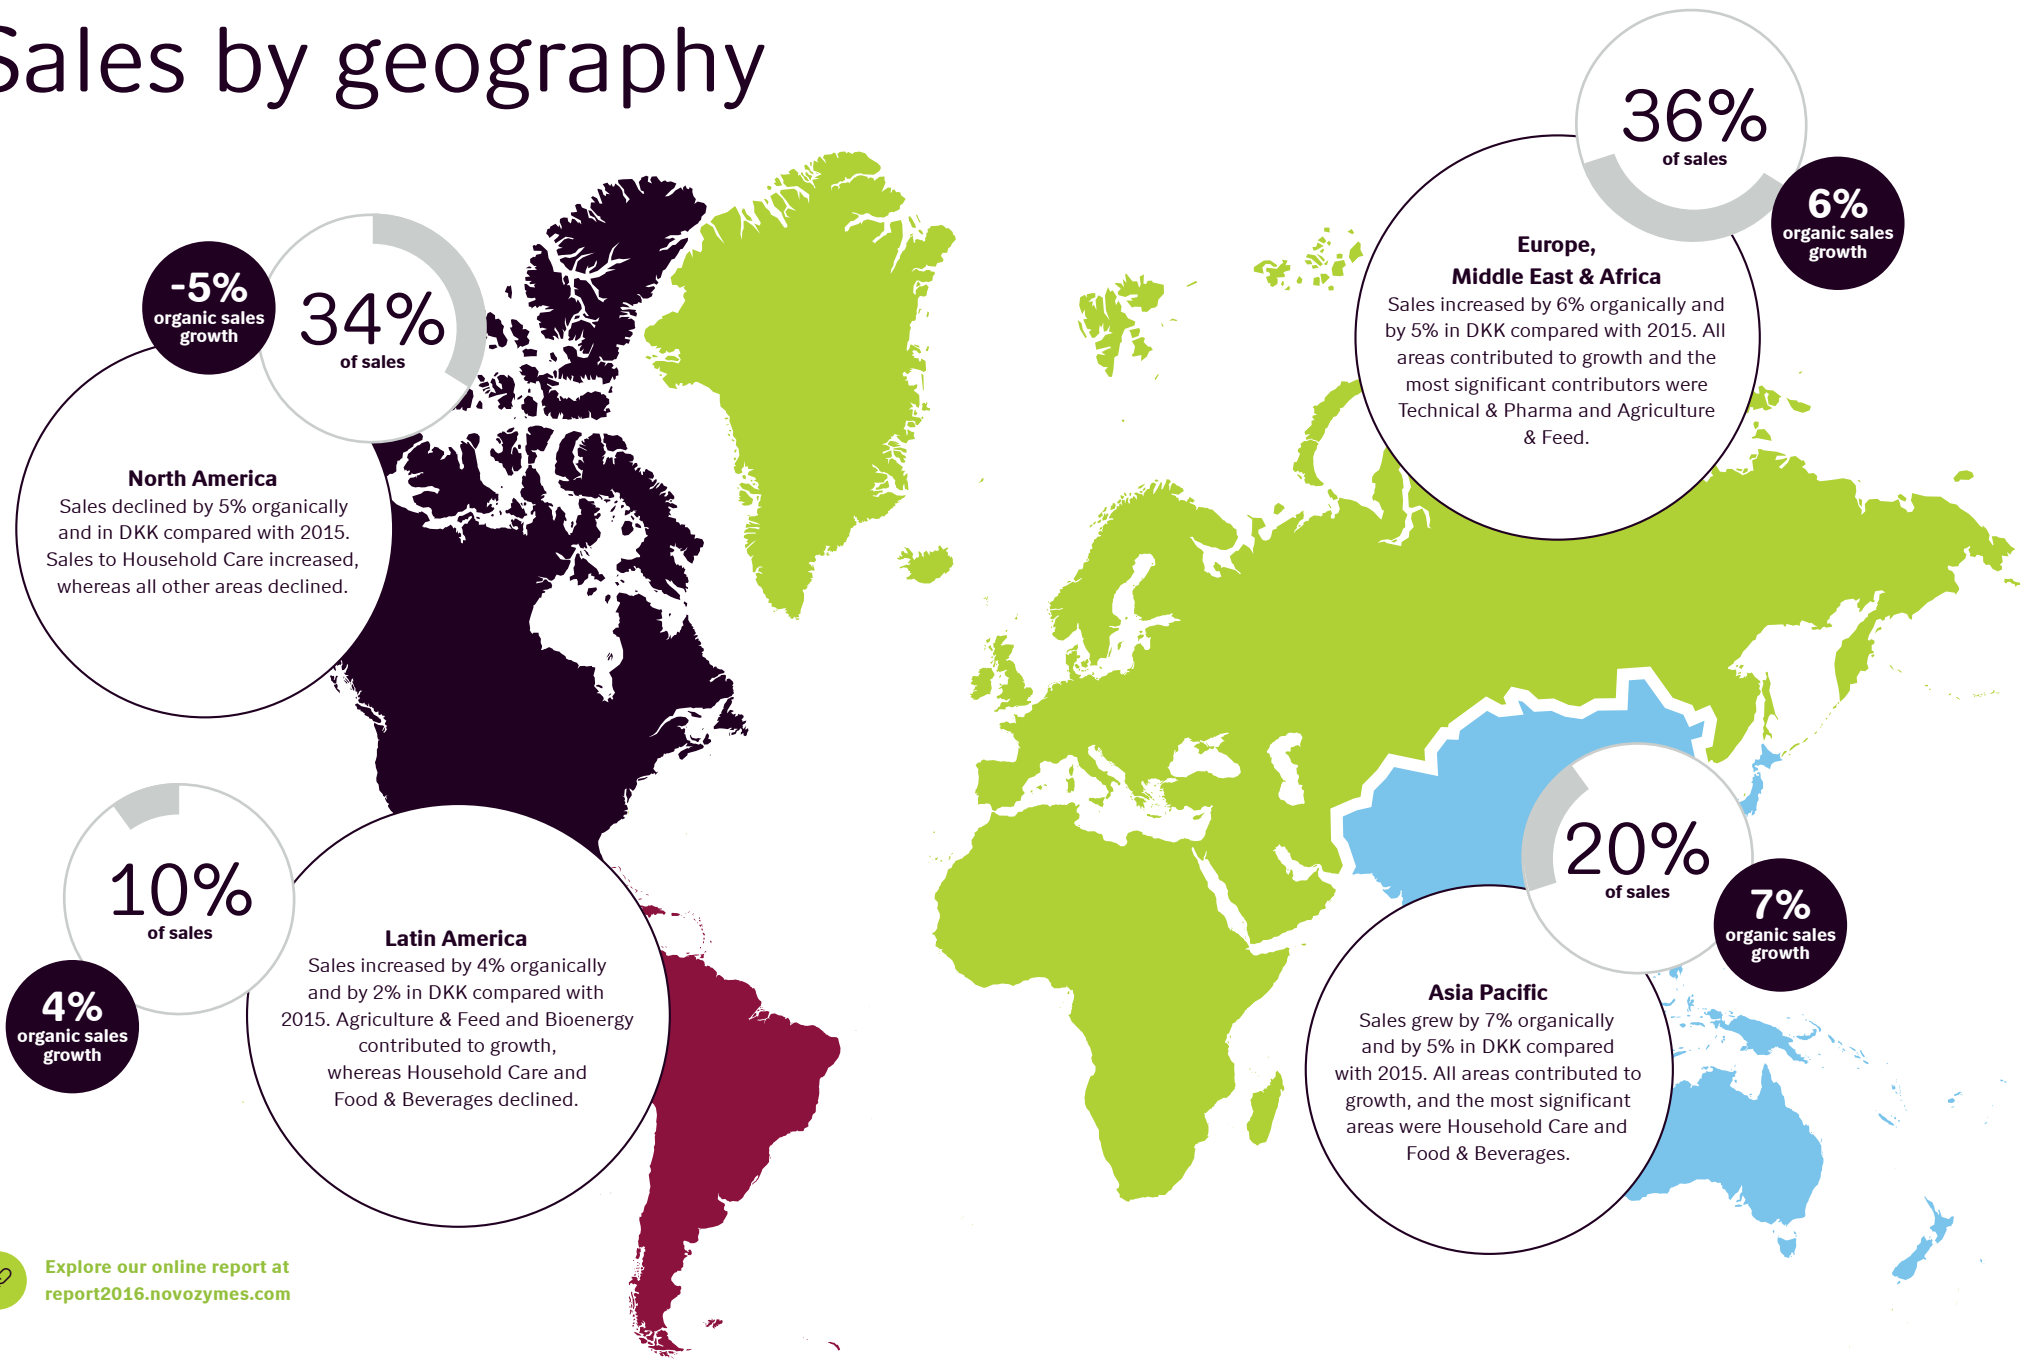 Sales by geography
36%
of sales
6%
organic sales
growth
Europe,
Middle East & Africa
Sales increased by 6% organically and
by 5% in DKK compared with 2015. All
areas contributed to growth and the
most significant contributors were
Technical & Pharma and Agriculture
& Feed.
-5%
organic sales
growth
34%
of sales
North America
Sales declined by 5% organically
and in DKK compared with 2015.
Sales to Household Care increased,
whereas all other areas declined.
10%
of sales
4%
organic sales
growth
Latin America
Sales increased by 4% organically
and by 2% in DKK compared with
2015. Agriculture & Feed and Bioenergy
contributed to growth,
whereas Household Care and
Food & Beverages declined.
20%
of sales
7%
organic sales
growth
Asia Pacific
Sales grew by 7% organically
and by 5% in DKK compared
with 2015. All areas contributed to
growth, and the most significant
areas were Household Care and
Food & Beverages.
Explore our online report at
report2016.novozymes.com